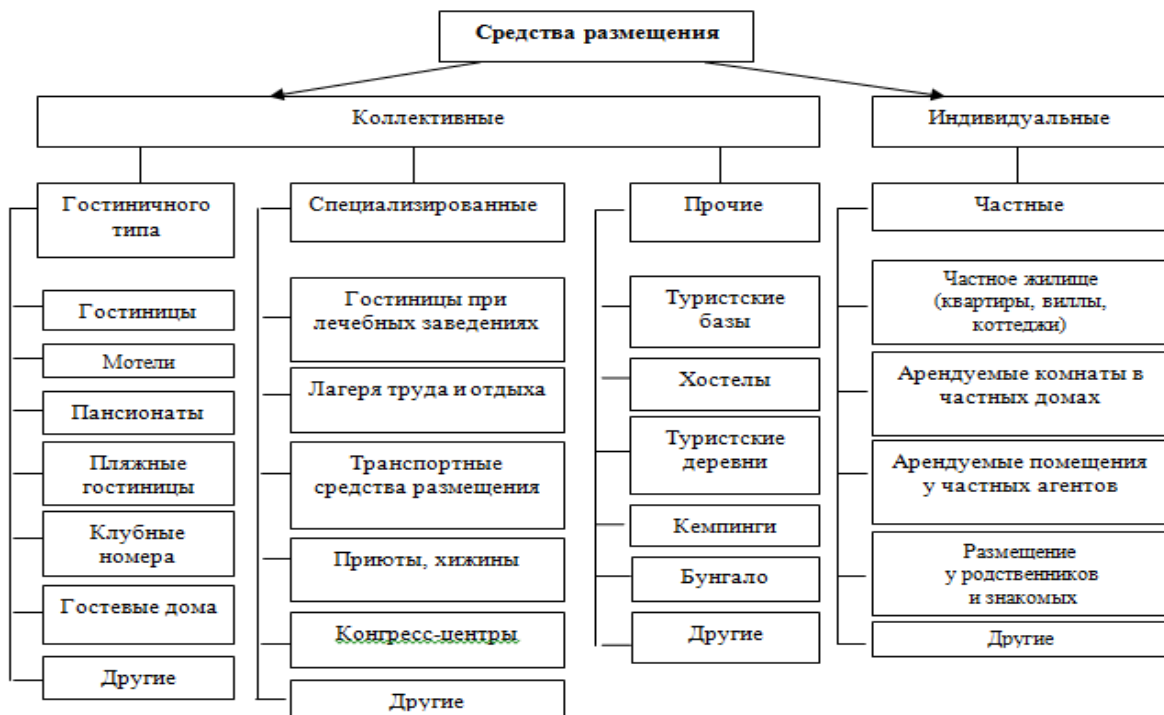 Средства размещения
Коллективные
Индивидуальные
Гостиничного
типа
Гостиницы
Мотели
Пансионаты
Пляжные
гостиницы
Клубные
номера
Гостевые дома
Другие
Специализированные
Гостиницы при
лечебных заведениях
Лагеря труда и отдыха
Транспортные
средства размещения
Приюты, хижины
Конгресс-центры
Другие
Прочие
Туристские
базы
Хостелы
Туристские
деревни
Кемпинги
Бунгало
Другие
Частные
Частное жилище
(квартиры, виллы,
коттеджи)
Арендуемые комнаты в
частных домах
Арендуемые помещения
у частных агентов
Размещение
у родственников
и знакомых
Другие